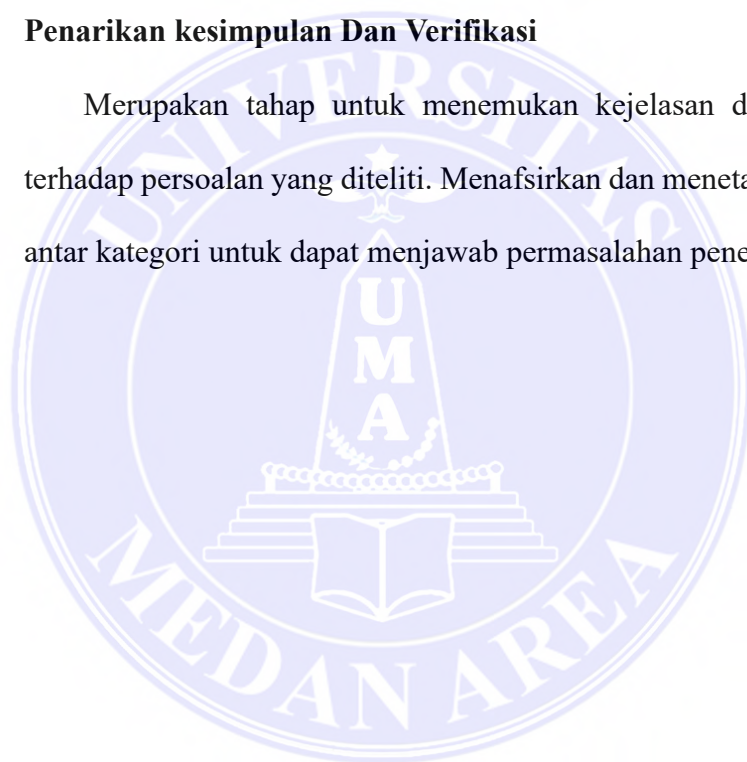 Penarikan kesimpulan Dan Verifikasi
Merupakan tahap untuk menemukan kejelasan d
terhadap persoalan yang diteliti. Menafsirkan dan meneta
antar kategori untuk dapat menjawab permasalahan pene
UNIVERSITAS
U
M
A
MEDAN AREA